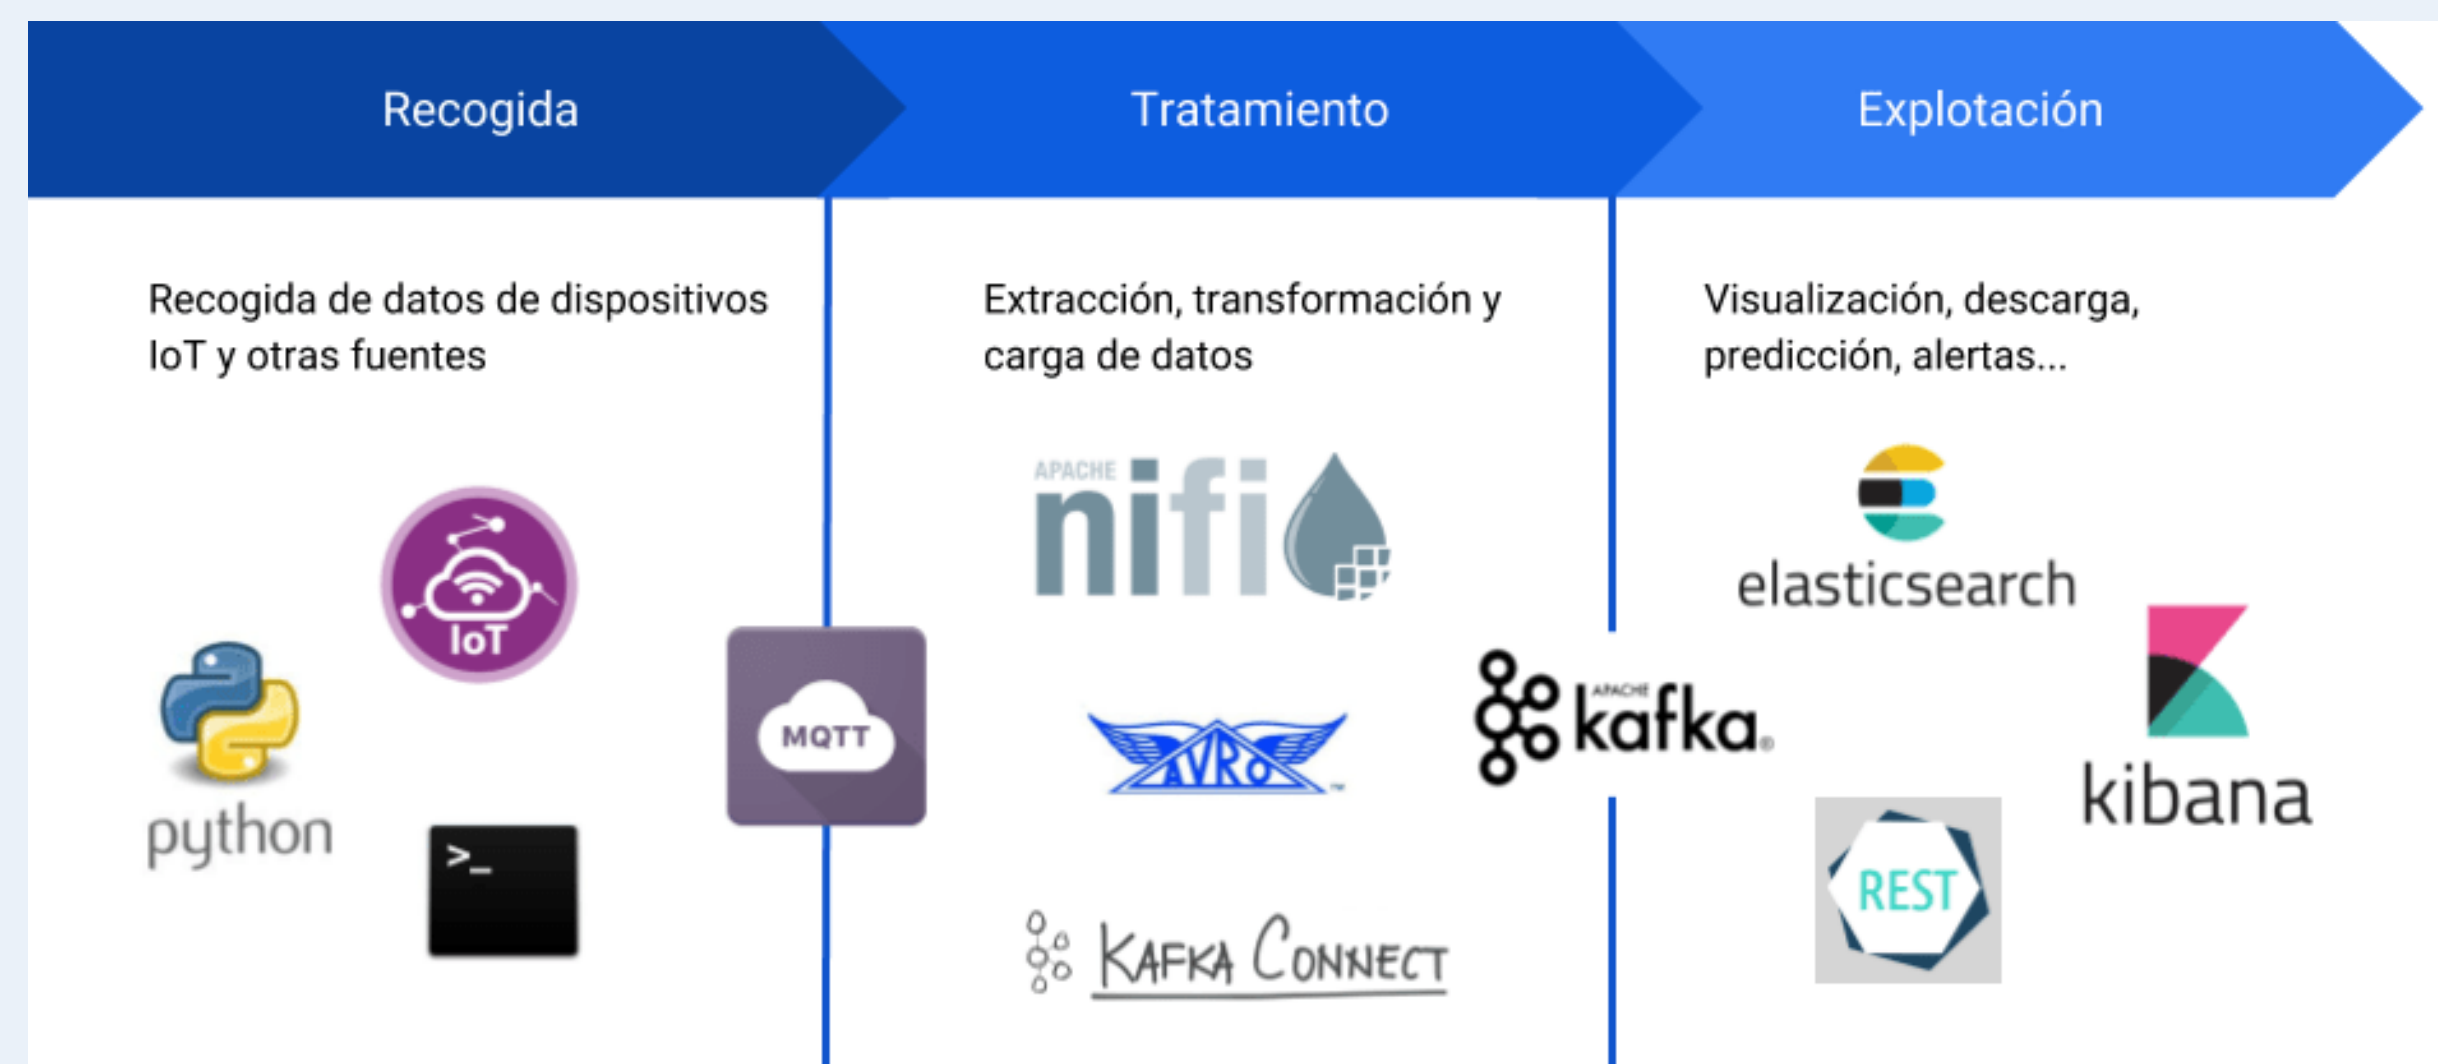 Recogida
Tratamiento
Explotación
Recogida de datos de dispositivos
IoT y otras fuentes
Extracción, transformación y
carga de datos
Visualización, descarga,
predicción, alertas...
IoT
python
>_
MQTT
APACHE
nifi
AVRO™
KAFKA CONNECT
APACHE
kafka®
elasticsearch
kibana
REST